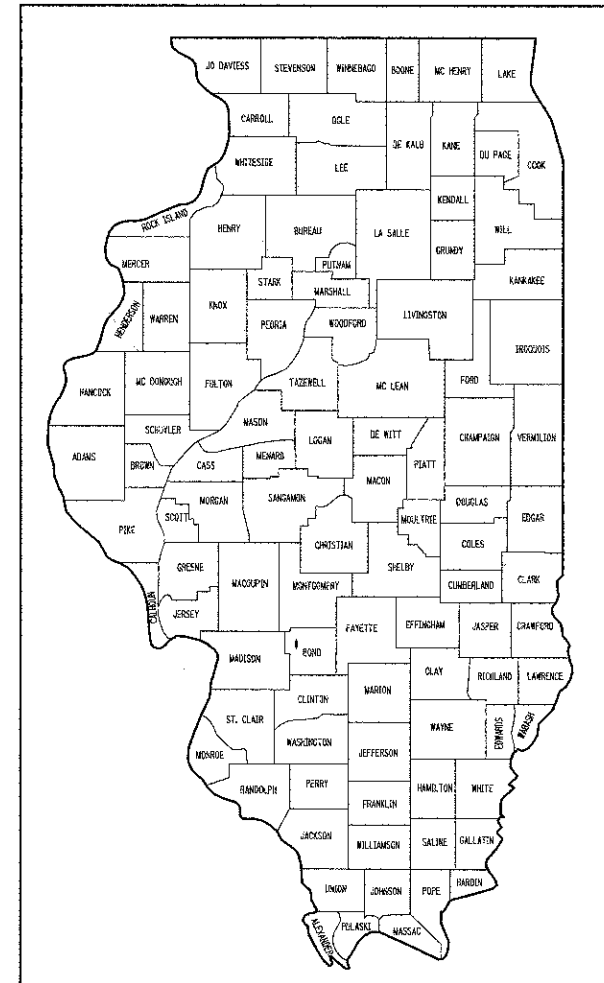 JO DAVIESS
STEVENSON
WINNEBAGO
BOONE
MC HENRY
LAKE
CARROLL
OGLE
DE KALB
KANE
DU PAGE
COOK
WHITESIDE
LEE
KENDALL
ROCK ISLAND
HENRY
BUREAU
LA SALLE
GRUNDY
WILL
MERCER
PUTNAM
KANKAKEE
STARK
MARSHALL
HENDERSON
WARREN
KNOX
PEORIA
WOODFORD
LIVINGSTON
IROQUOIS
HANCOCK
MC DONOUGH
FULTON
TAZEWELL
MC LEAN
FORD
SCHUYLER
MASON
LOGAN
DE WITT
CHAMPAIGN
VERMILION
ADAMS
BROWN
CASS
MENARD
PIATT
MORGAN
SANGAMON
MACON
PIKE
SCOTT
MOULTRIE
DOUGLAS
EDGAR
CHRISTIAN
COLES
GREENE
SHELBY
CALHOUN
MACOUPIN
MONTGOMERY
CUMBERLAND
CLARK
JERSEY
FAYETTE
EFFINGHAM
JASPER
CRAWFORD
MADISON
BOND
CLAY
RICHLAND
LAWRENCE
CLINTON
MARION
ST. CLAIR
WAYNE
EDWARDS
WABASH
MONROE
WASHINGTON
JEFFERSON
RANDOLPH
PERRY
FRANKLIN
HAMILTON
WHITE
JACKSON
WILLIAMSON
SALINE
GALLATIN
UNION
JOHNSON
POPE
HARDIN
ALEXANDER
PULASKI
MASSAC